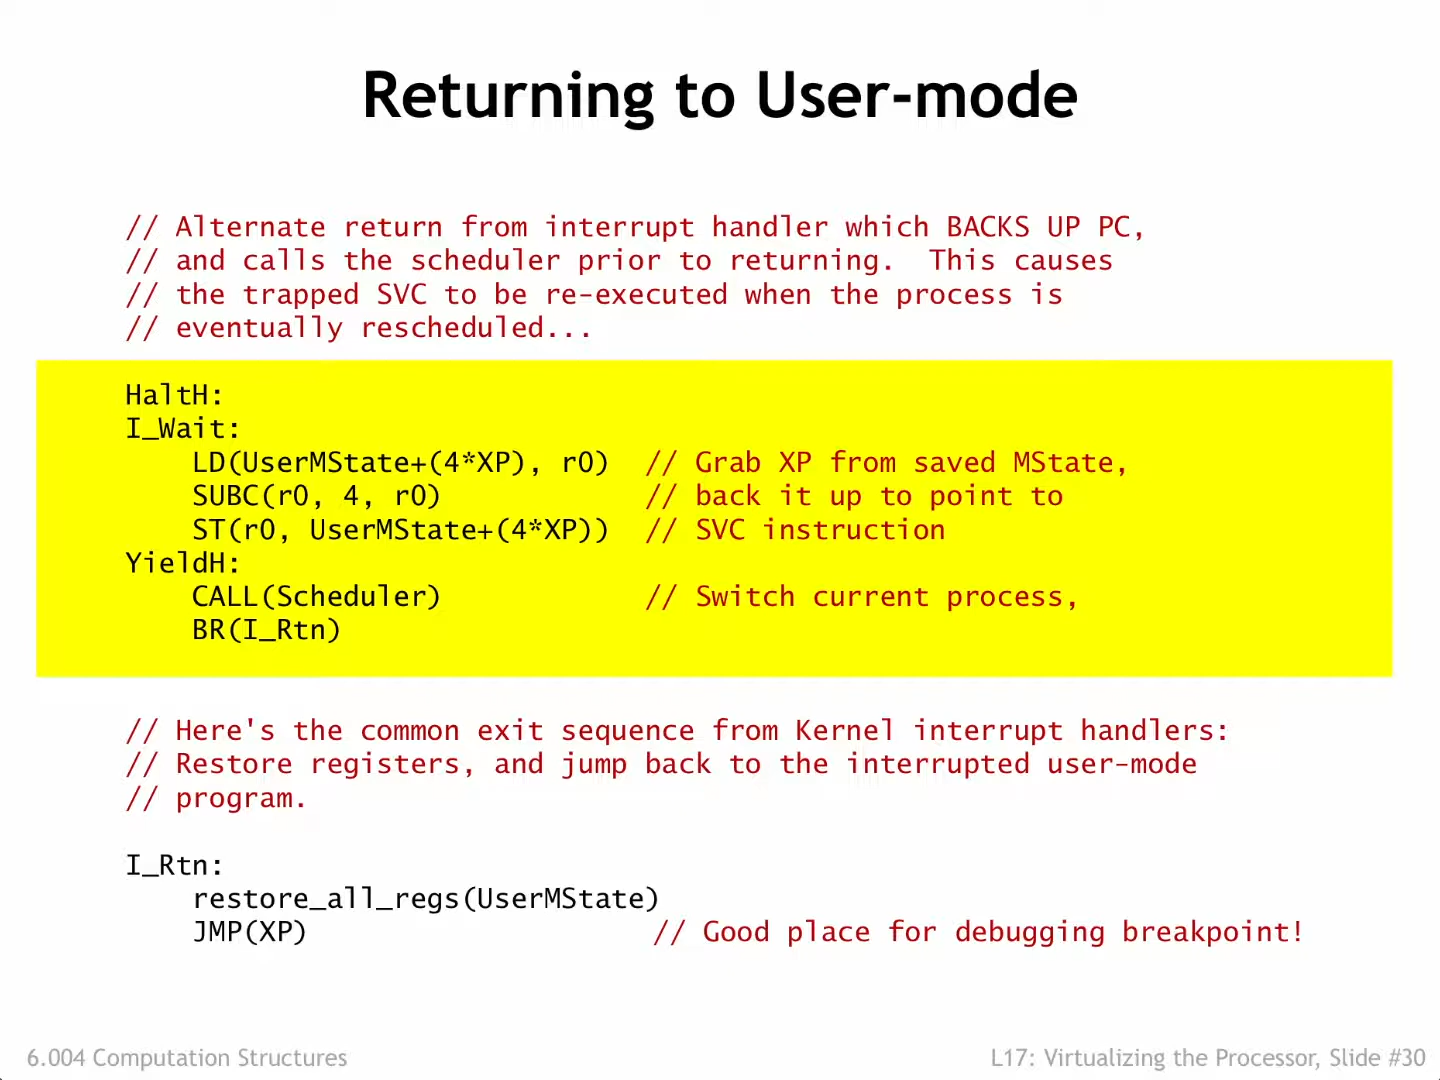 Returning to User-mode
// Alternate return from interrupt handler which BACKS UP PC,
// and calls the scheduler prior to returning.  This causes
// the trapped SVC to be re-executed when the process is
// eventually rescheduled...
HaltH:
I_Wait:
LD(UserMState+(4*XP), r0)  // Grab XP from saved MState,
SUBC(r0, 4, r0)  // back it up to point to
ST(r0, UserMState+(4*XP))  // SVC instruction
YieldH:
CALL(Scheduler)  // Switch current process,
BR(I_Rtn)
// Here's the common exit sequence from Kernel interrupt handlers:
// Restore registers, and jump back to the interrupted user-mode
// program.
I_Rtn:
restore_all_regs(UserMState)
JMP(XP)  // Good place for debugging breakpoint!
6.004 Computation Structures  L17: Virtualizing the Processor, Slide #30